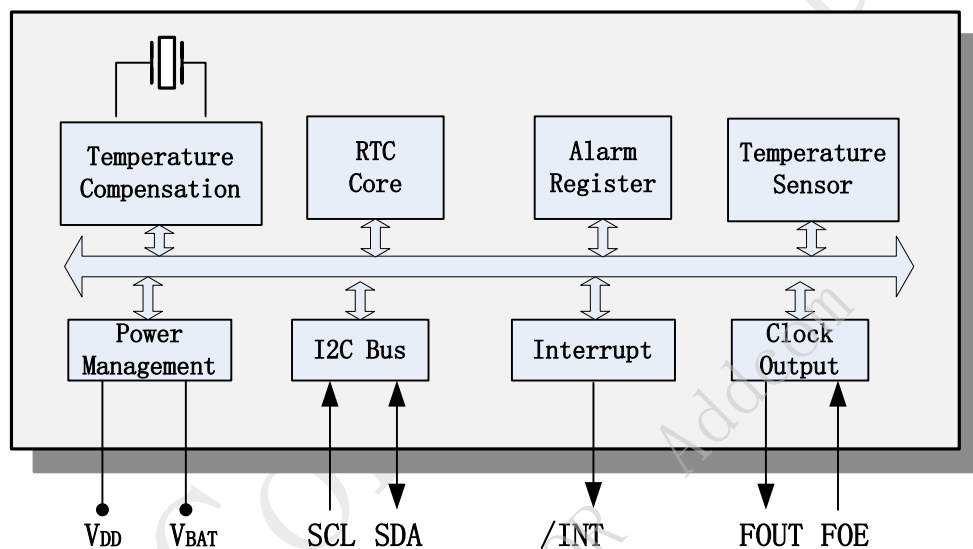 Temperature
Compensation
RTC
Core
Alarm
Register
Temperature
Sensor
Power
Management
I2C Bus
Interrupt
Clock
Output
VDD
VBAT
SCL SDA
/INT
FOUT FOE
Addcom